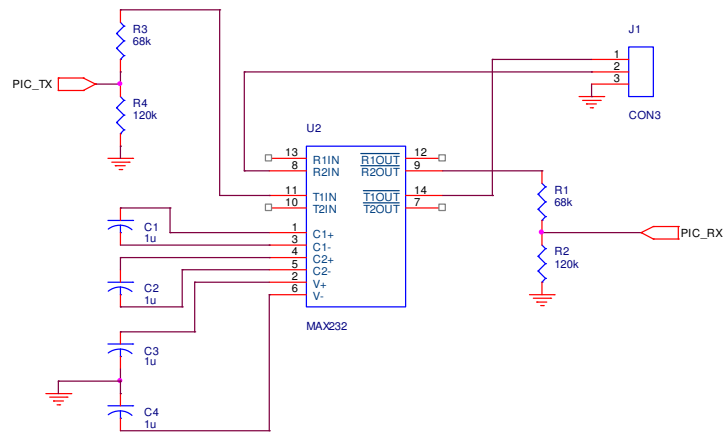 R3
68k
PIC_TX
R4
120k
J1
1
2
3
CON3
U2
13 R1IN R1OUT 12
8 R2IN R2OUT 9
11 T1IN T1OUT 14
10 T2IN T2OUT 7
1 C1+
3 C1-
4 C2+
5 C2-
2 V+
6 V-
MAX232
R1
68k
PIC_RX
R2
120k
C1
1u
C2
1u
C3
1u
C4
1u